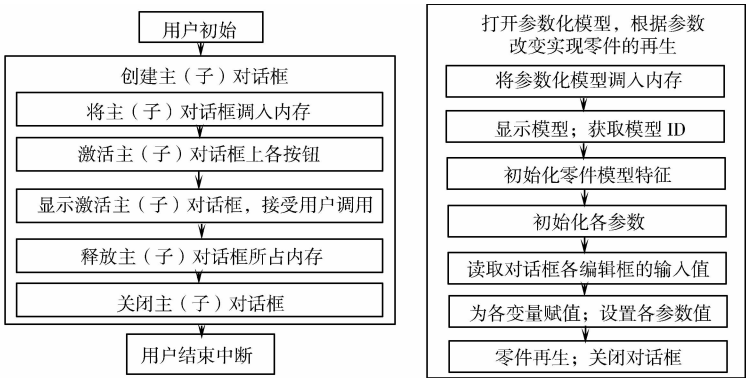 用户初始
创建主（子）对话框
将主（子）对话框调入内存
激活主（子）对话框上各按钮
显示激活主（子）对话框，接受用户调用
释放主（子）对话框所占内存
关闭主（子）对话框
用户结束中断
打开参数化模型，根据参数
改变实现零件的再生
将参数化模型调入内存
显示模型；获取模型 ID
初始化零件模型特征
初始化各参数
读取对话框各编辑框的输入值
为各变量赋值；设置各参数值
零件再生；关闭对话框